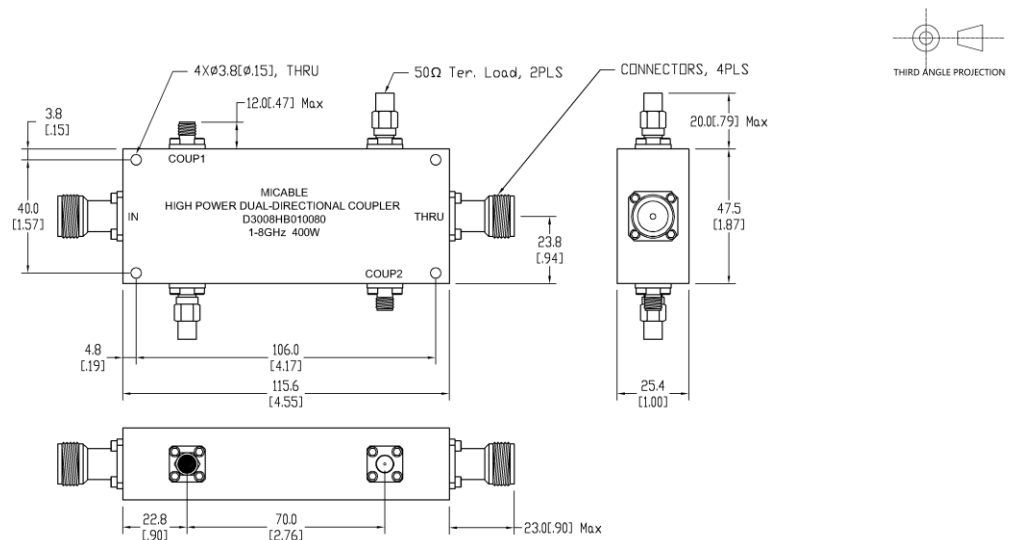 THIRD ANGLE PROJECTION
4XØ3.8[Ø.15], THRU
50Ω Ter. Load, 2PLS
CONNECTORS, 4PLS
12.0[.47] Max
20.0[.79] Max
3.8
[.15]
COUP1
MICABLE
HIGH POWER DUAL-DIRECTIONAL COUPLER
D3008HB010080
1-8GHz 400W
IN
THRU
COUP2
40.0
[1.57]
23.8
[.94]
47.5
[1.87]
4.8
[.19]
106.0
[4.17]
115.6
[4.55]
25.4
[1.00]
22.8
[.90]
70.0
[2.76]
23.0[.90] Max